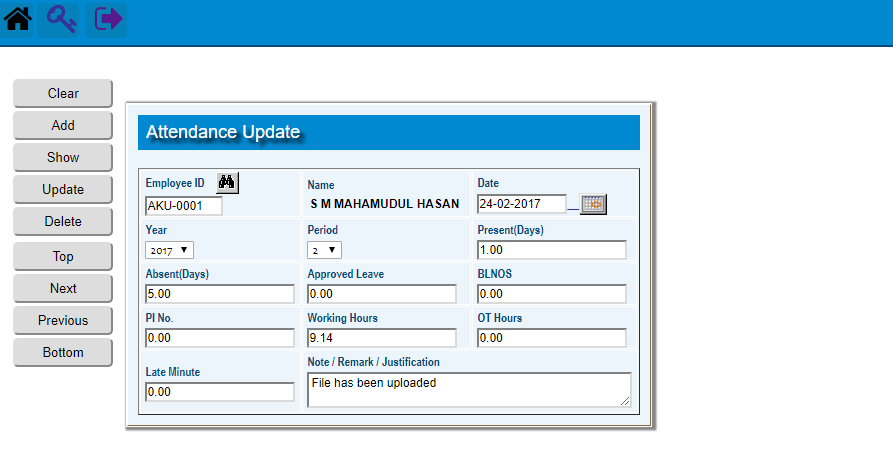 Clear
Add
Show
Update
Delete
Top
Next
Previous
Bottom
Attendance Update
Employee ID
AKU-0001
Name
S M MAHAMUDUL HASAN
Date
24-02-2017
Year
2017
Period
2
Present(Days)
1.00
Absent(Days)
5.00
Approved Leave
0.00
BLNOS
0.00
PI No.
0.00
Working Hours
9.14
OT Hours
0.00
Late Minute
0.00
Note / Remark / Justification
File has been uploaded